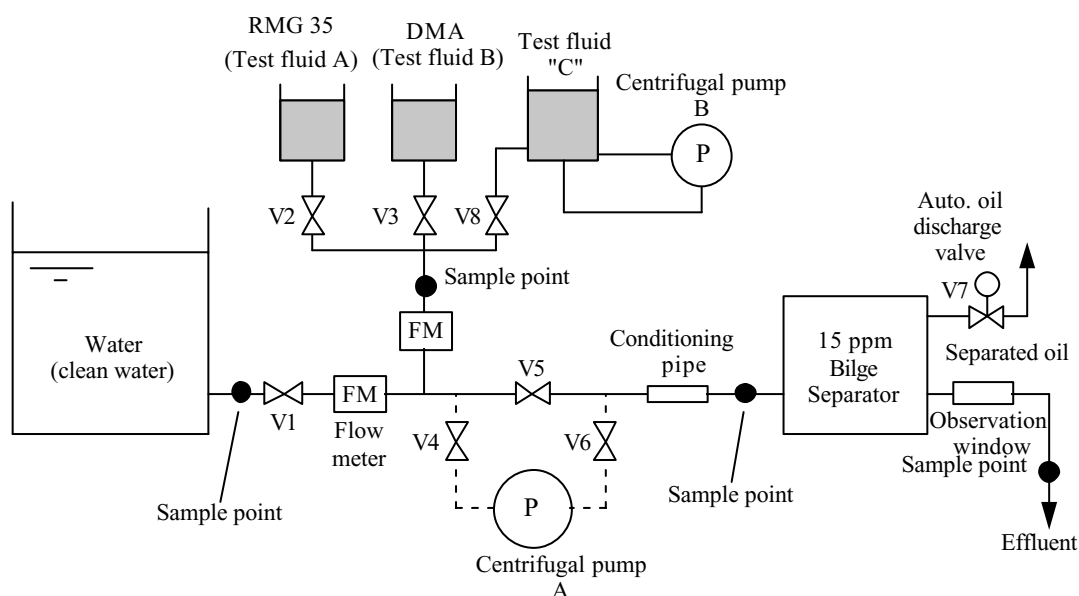 RMG 35
(Test fluid A)
DMA
(Test fluid B)
Test fluid
"C"
Centrifugal pump
B
P
V2
V3
V8
Auto. oil
discharge
valve
V7
Sample point
FM
Water
(clean water)
Conditioning
pipe
15 ppm
Bilge
Separator
Separated oil
V5
FM
V1
Flow
meter
V4
V6
Observation
window
Sample point
Sample point
Sample point
P
Effluent
Centrifugal pump
A